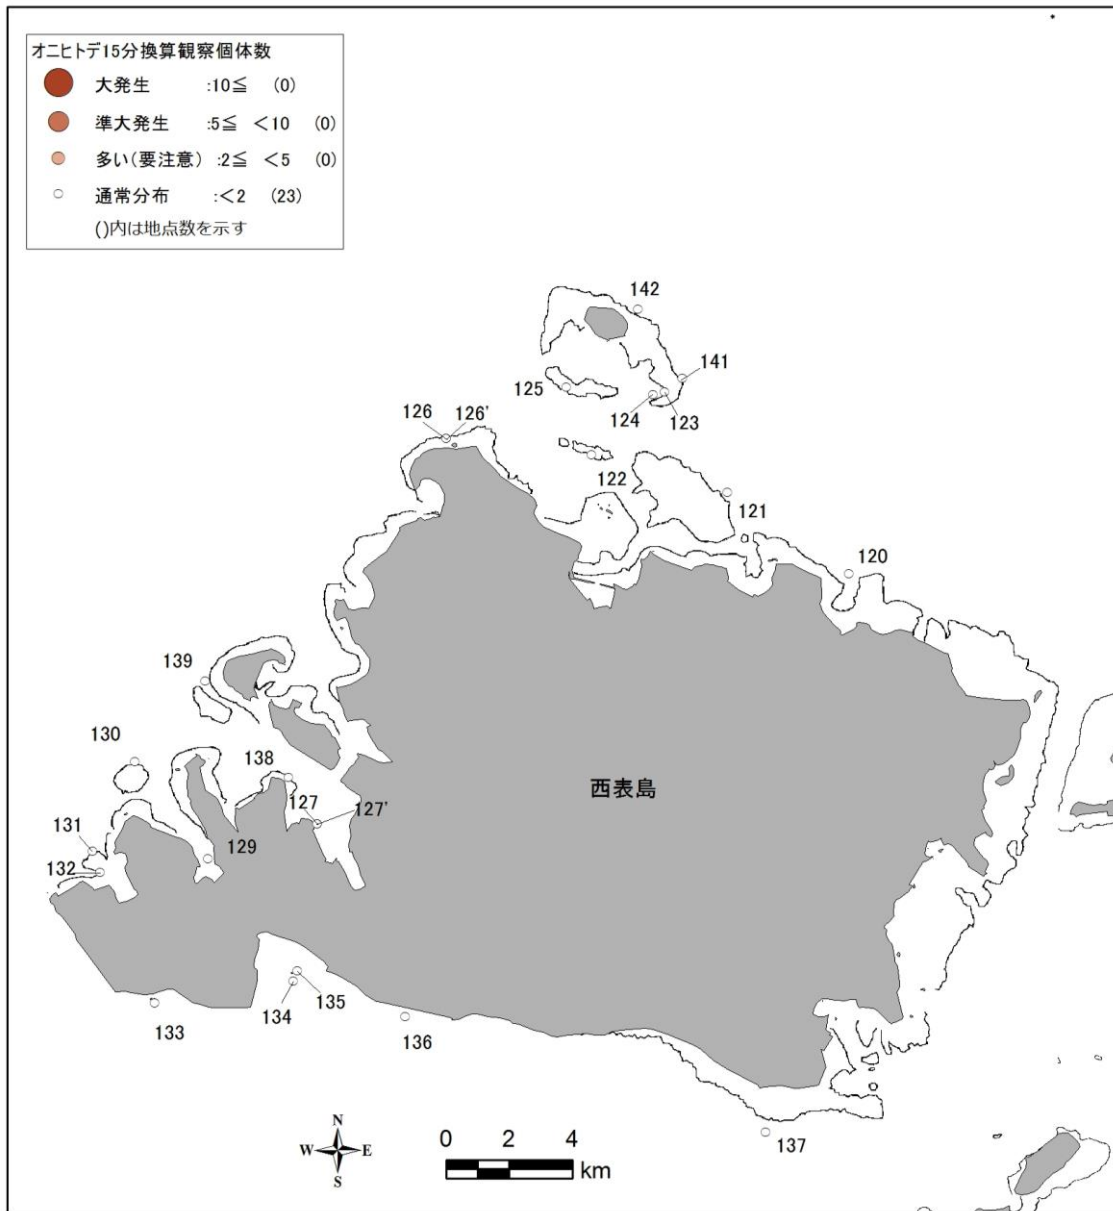 オニヒトデ15分換算観察個体数
大発生 :10≦ (0)
準大発生 :5≦ <10 (0)
多い(要注意) :2≦ <5 (0)
通常分布 :<2 (23)
()内は地点数を示す
142
141
125
124
123
126 126'
122
121
120
139
130
138
西表島
127 127'
131
129
132
135
134
133
136
N
W E
S
0 2 4
km
137